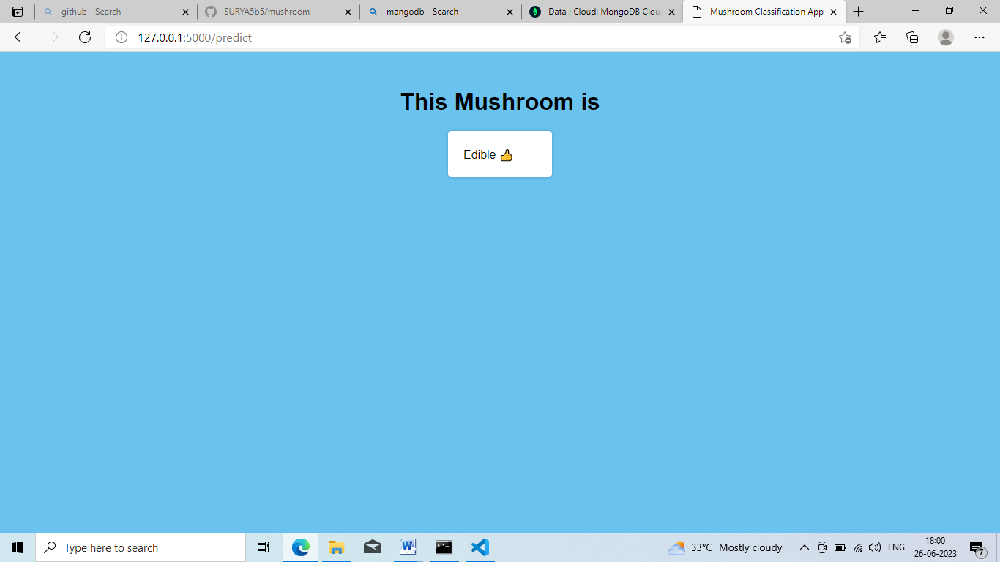 github - Search
SURYA5b5/mushroom
mangodb - Search
Data | Cloud: MongoDB Clou
Mushroom Classification App
127.0.0.1:5000/predict
This Mushroom is
Edible 👍
Type here to search
33°C Mostly cloudy
ENG
18:00
26-06-2023
7